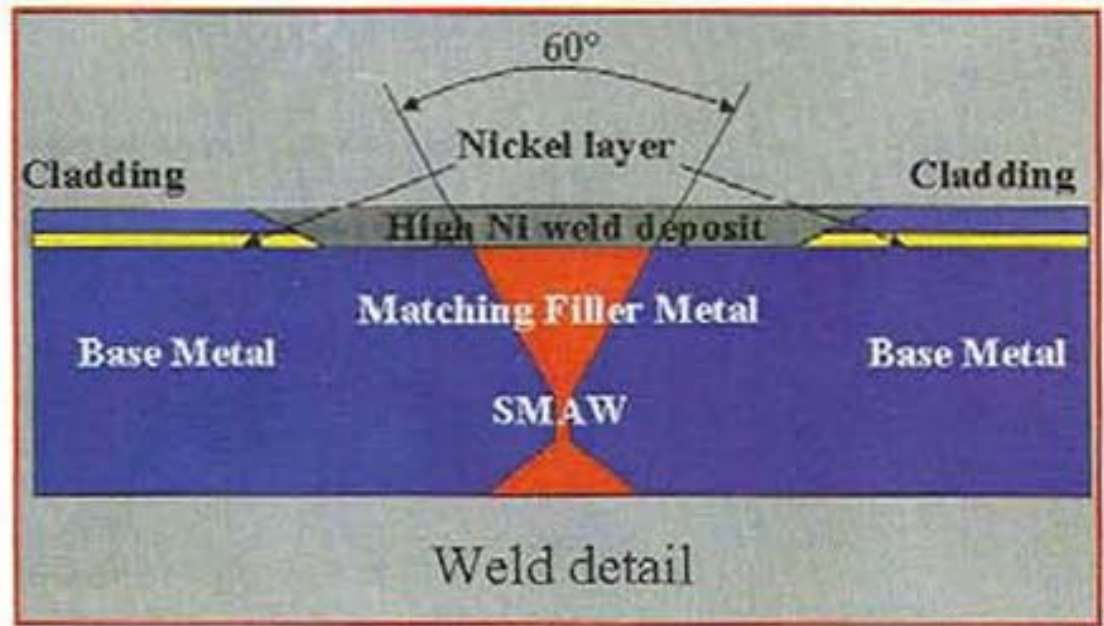 60°
Nickel layer
Cladding
Cladding
High Ni weld deposit
Matching Filler Metal
Base Metal
Base Metal
SMAW
Weld detail